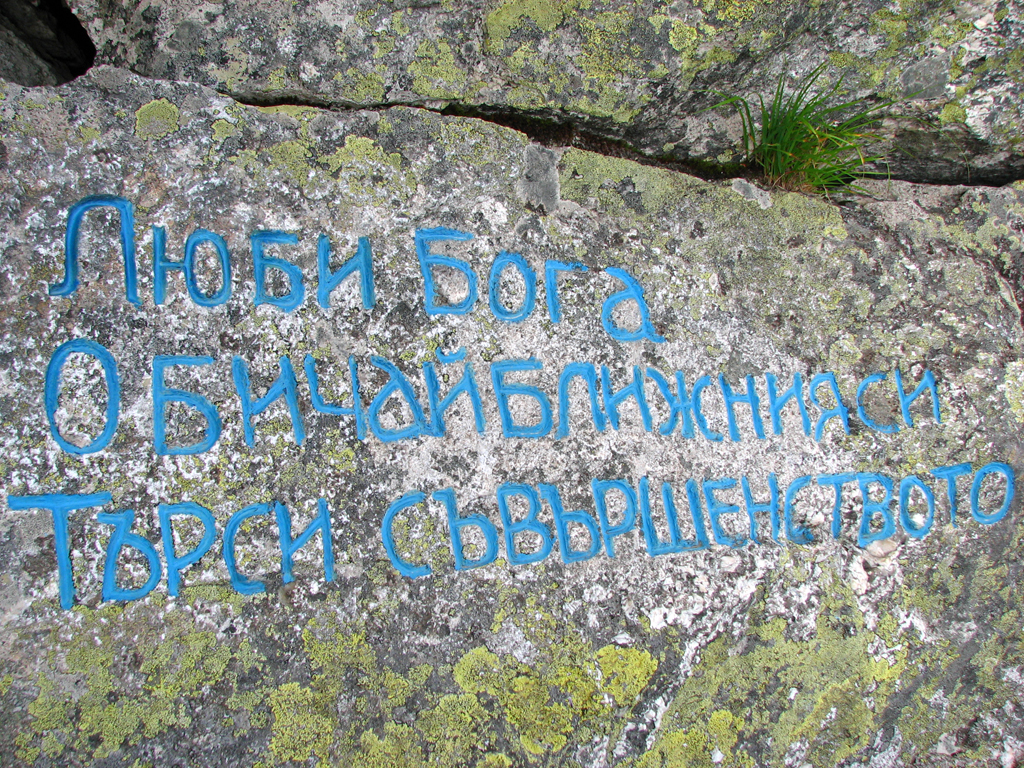 Люби Бога
Обичай Ближния си
Търси съвършенството